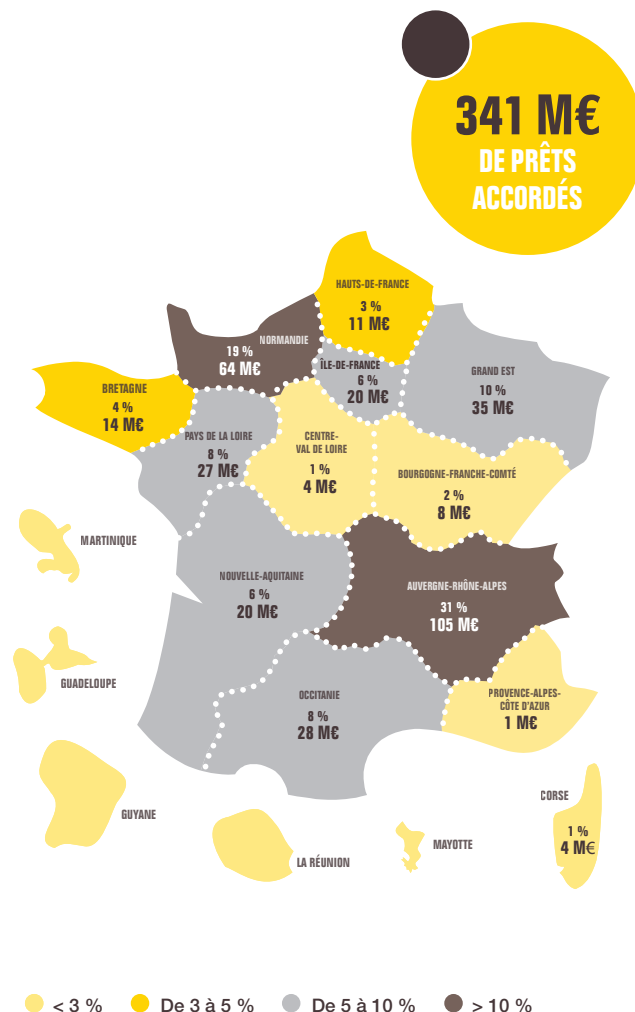 341 M€
DE PRÊTS
ACCORDÉS
HAUTS-DE-FRANCE
3 %
11 M€
NORMANDIE
19 %
64 M€
ÎLE-DE-FRANCE
6 %
20 M€
GRAND EST
10 %
35 M€
BRETAGNE
4 %
14 M€
PAYS DE LA LOIRE
8 %
27 M€
CENTRE-
VAL DE LOIRE
1 %
4 M€
BOURGOGNE-FRANCHE-COMTÉ
2 %
8 M€
MARTINIQUE
NOUVELLE-AQUITAINE
6 %
20 M€
AUVERGNE-RHÔNE-ALPES
31 %
105 M€
GUADELOUPE
OCCITANIE
8 %
28 M€
PROVENCE-ALPES-
CÔTE D'AZUR
1 M€
GUYANE
LA RÉUNION
MAYOTTE
CORSE
1 %
4 M€
< 3 %
De 3 à 5 %
De 5 à 10 %
> 10 %